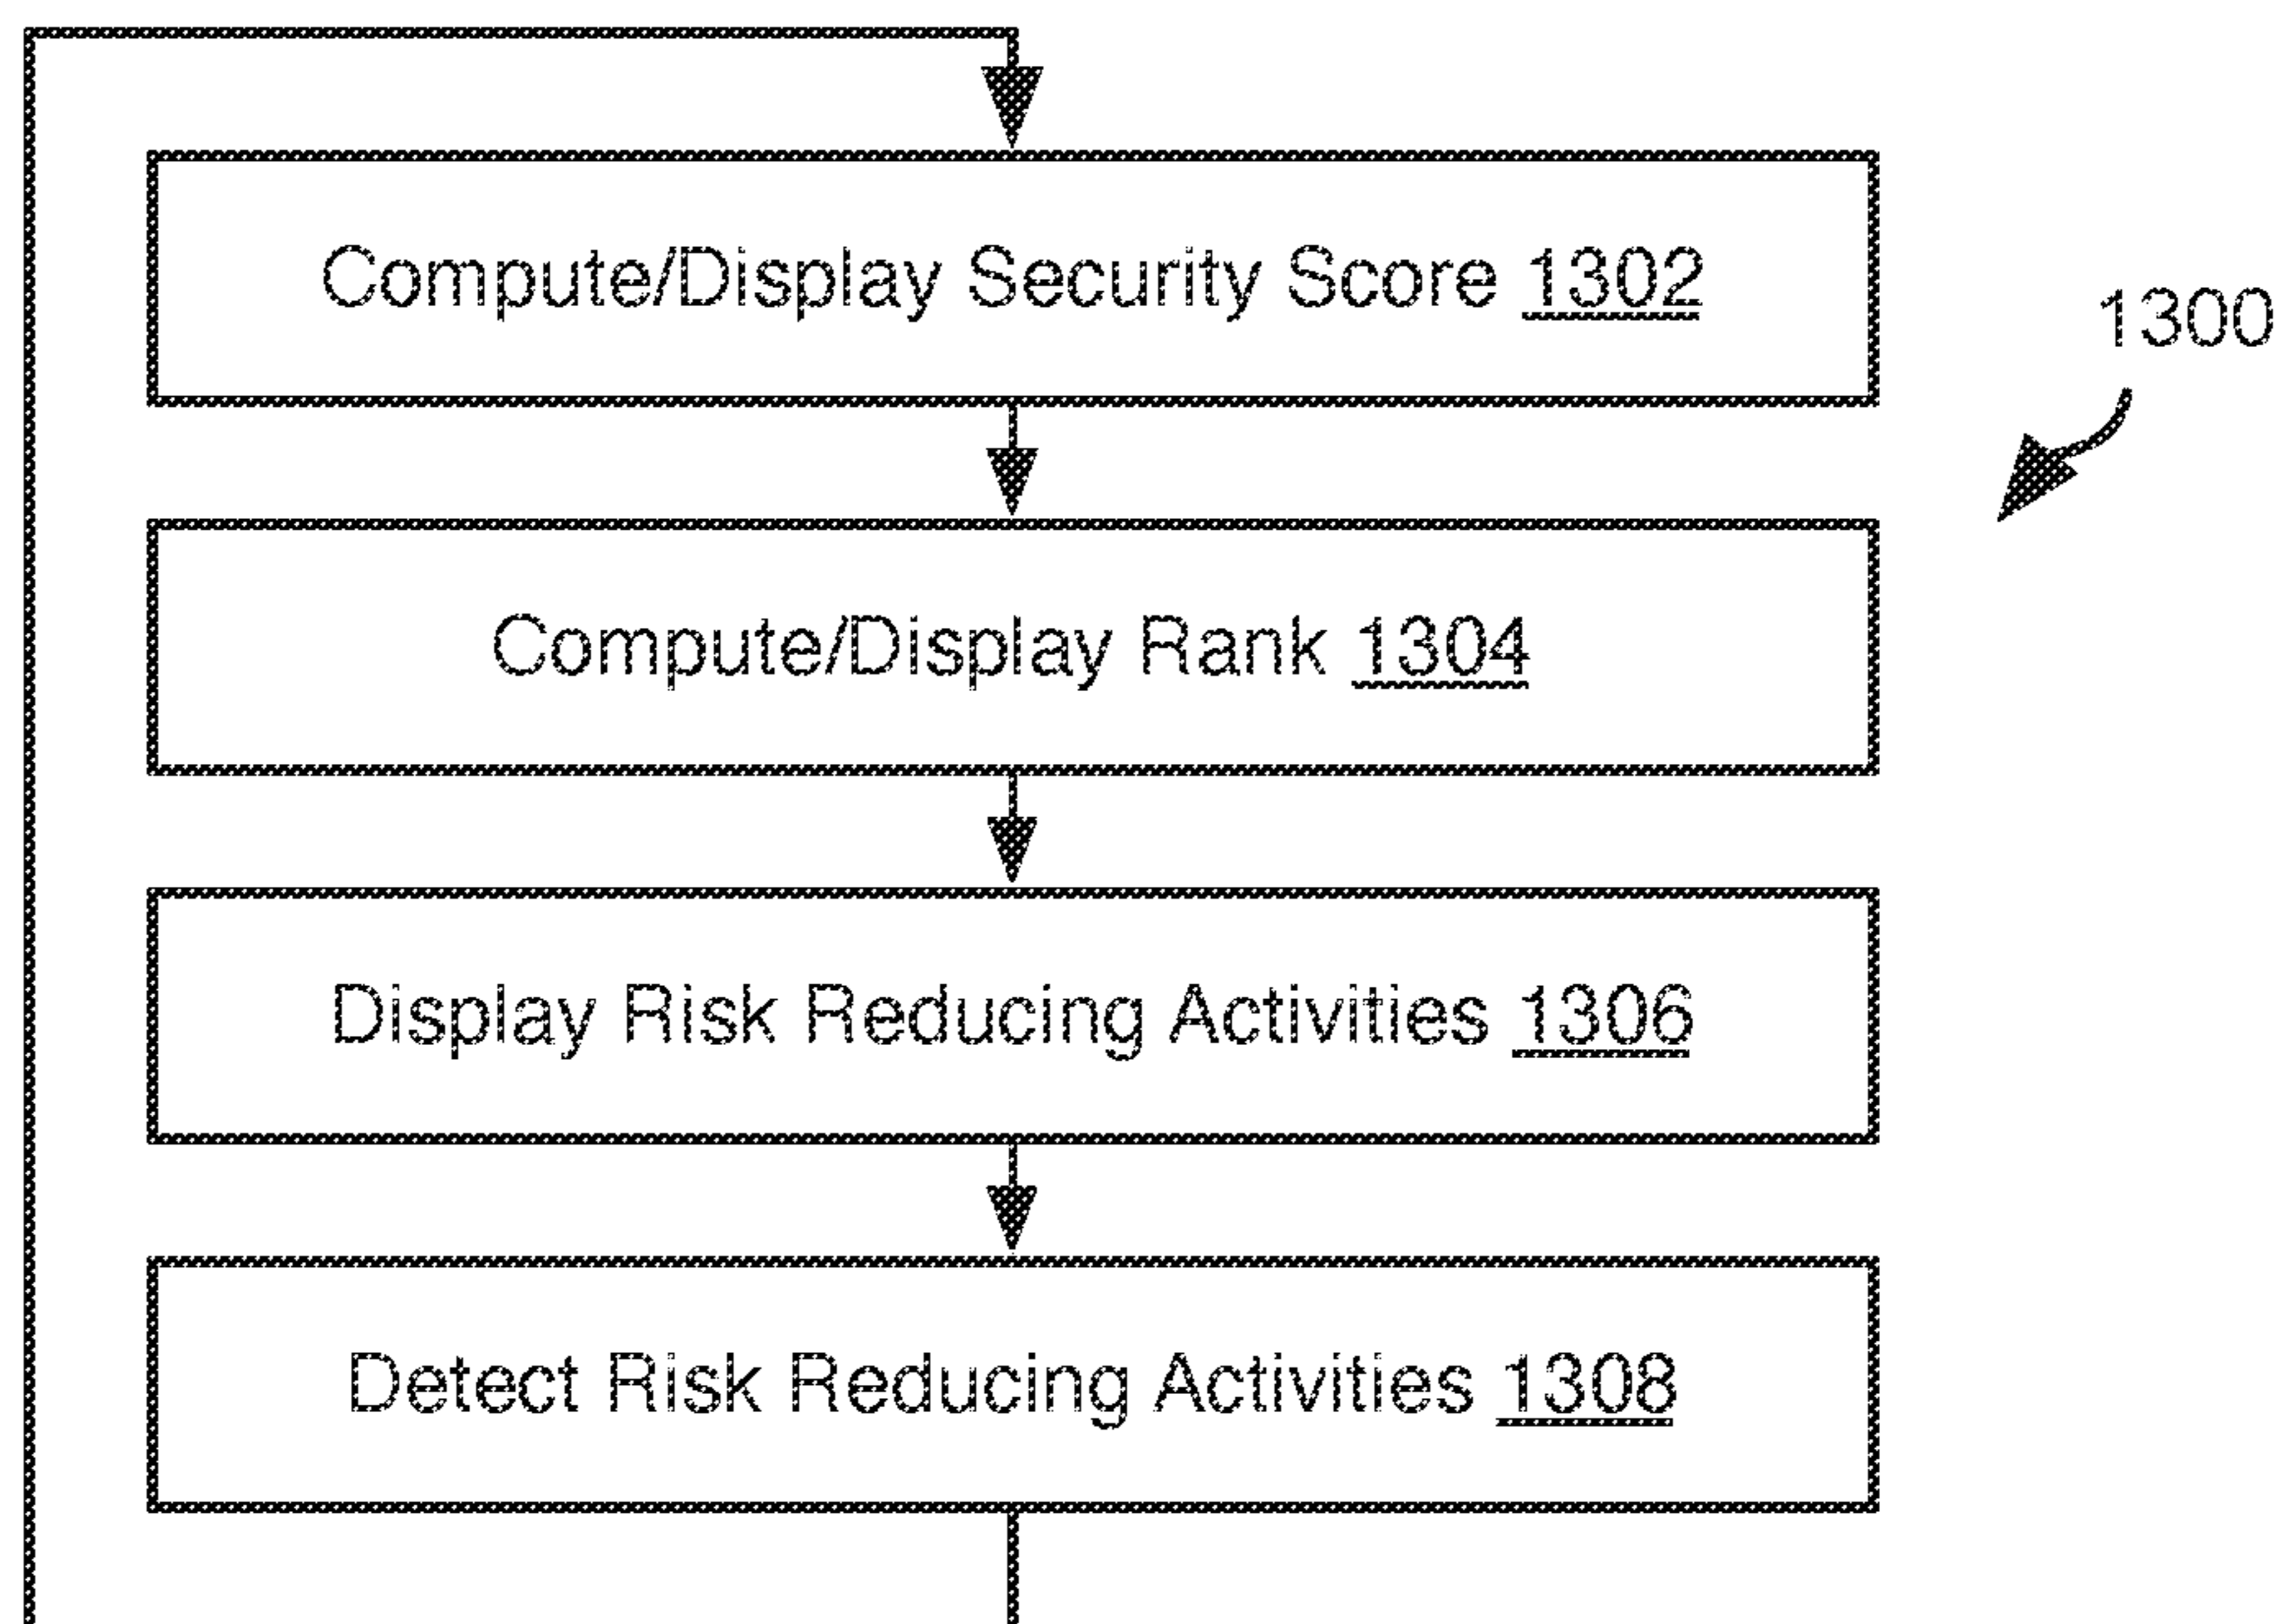 Compute/Display Security Score 1302
1300
Compute/Display Rank 1304
Display Risk Reducing Activities 1306
Detect Risk Reducing Activities 1308